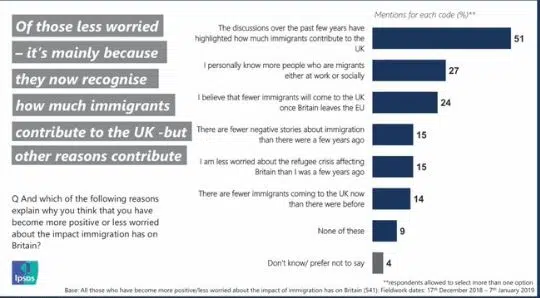 Of those less worried
– it's mainly because
they now recognise
how much immigrants
contribute to the UK -but
other reasons contribute
Q And which of the following reasons
explain why you think that you have
become more positive or less worried
about the impact immigration has on
Britain?
Ipsos
Mentions for each code (%)**
The discussions over the past few years have
highlighted how much immigrants contribute to the
UK
51
I personally know more people who are migrants
either at work or socially
27
I believe that fewer immigrants will come to the UK
once Britain leaves the EU
24
There are fewer negative stories about immigration
than there were a few years ago
15
I am less worried about the refugee crisis affecting
Britain than I was a few years ago
15
There are fewer immigrants coming to the UK now
than there were before
14
None of these
9
Don't know/ prefer not to say
4
**respondents allowed to select more than one option
Base: All those who have become more positive/less worried about the impact of immigration has on Britain (541): Fieldwork dates: 17th December 2018 – 7th January 2019